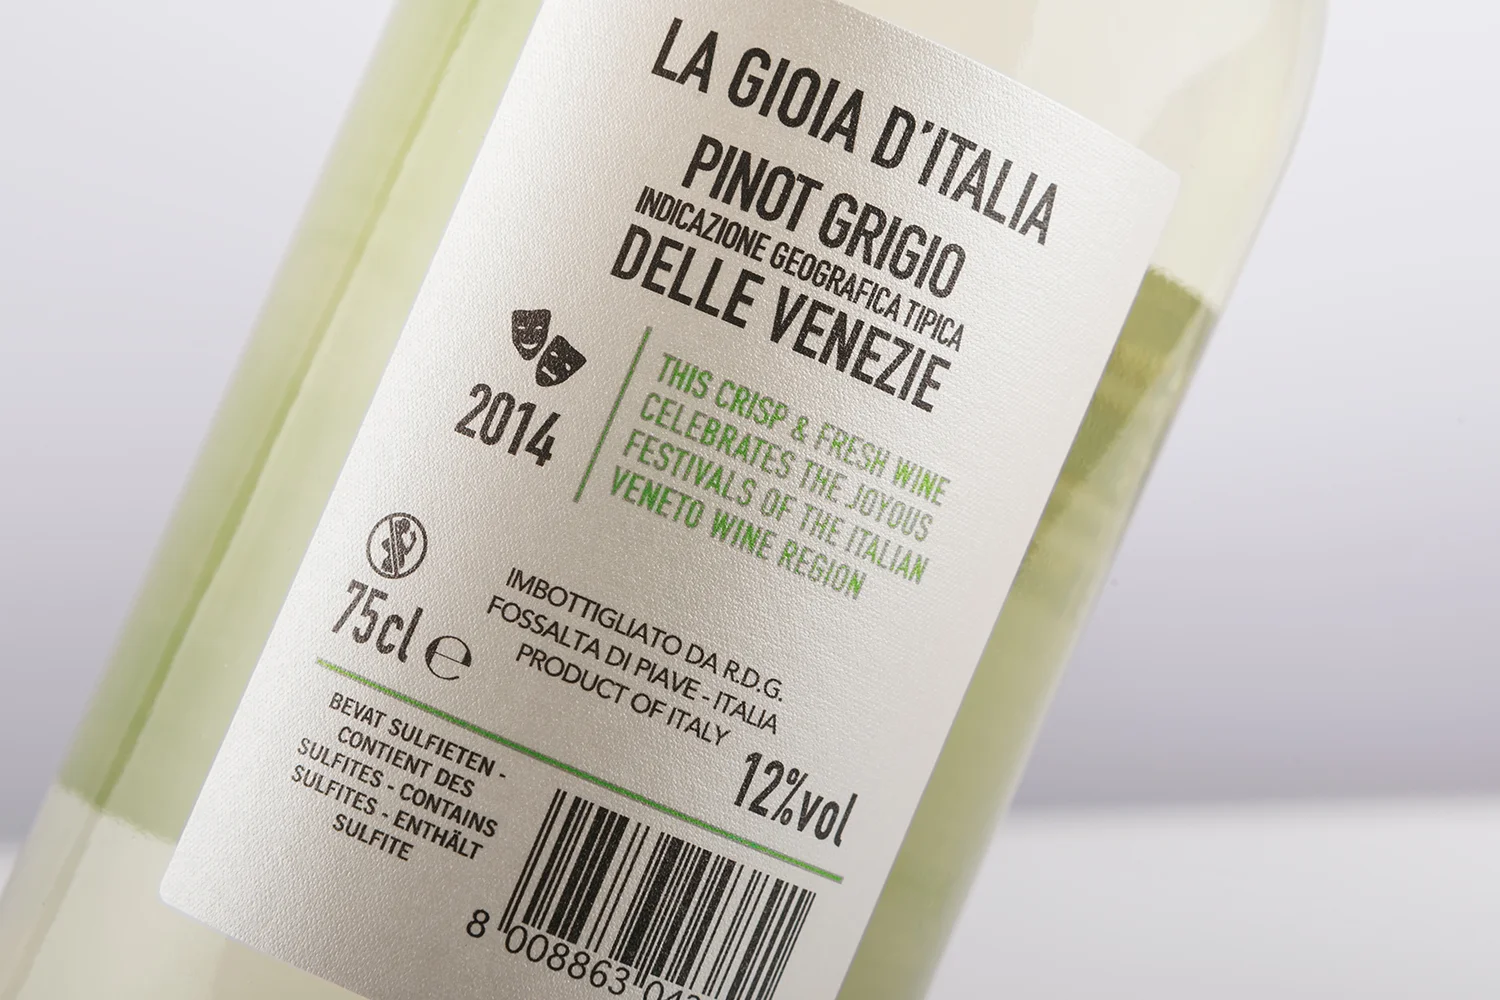 LA GIOIA D'ITALIA
PINOT GRIGIO
INDICAZIONE GEOGRAFICA TIPICA
DELLE VENEZIE
2014
THIS CRISP & FRESH WINE
CELEBRATES THE JOYOUS
FESTIVALS OF THE ITALIAN
VENETO WINE REGION
75cl ℮
IMBOTTIGLIATO DA R.D.G.
FOSSALTA DI PIAVE - ITALIA
PRODUCT OF ITALY
12%vol
BEVAT SULFIETEN -
CONTIENT DES
SULFITES - CONTAINS
SULFITES - ENTHÄLT
SULFITE
8 008863